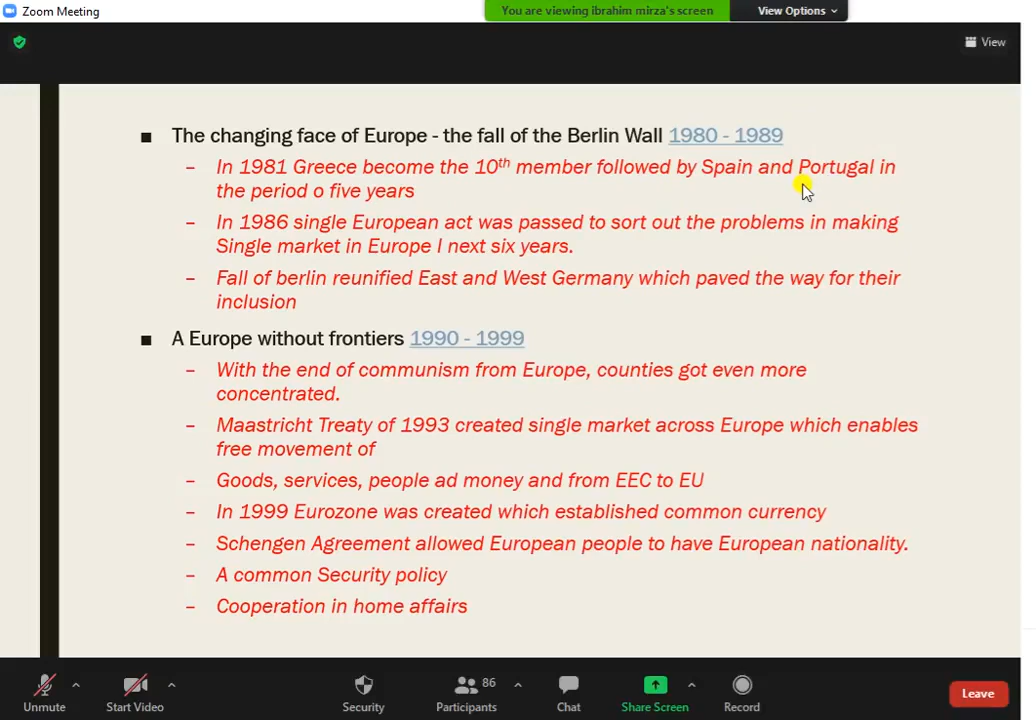 Zoom Meeting
You are viewing ibrahim mirza's screen
View Options
View
■ The changing face of Europe - the fall of the Berlin Wall 1980 - 1989
– In 1981 Greece become the 10th member followed by Spain and Portugal in
the period o five years
– In 1986 single European act was passed to sort out the problems in making
Single market in Europe I next six years.
– Fall of berlin reunified East and West Germany which paved the way for their
inclusion
■ A Europe without frontiers 1990 - 1999
– With the end of communism from Europe, counties got even more
concentrated.
– Maastricht Treaty of 1993 created single market across Europe which enables
free movement of
– Goods, services, people ad money and from EEC to EU
– In 1999 Eurozone was created which established common currency
– Schengen Agreement allowed European people to have European nationality.
– A common Security policy
– Cooperation in home affairs
Unmute
Start Video
Security
86
Participants
Chat
Share Screen
Record
Leave